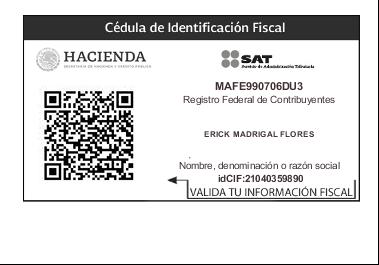 Cédula de Identificación Fiscal
HACIENDA
SECRETARÍA DE HACIENDA Y CRÉDITO PÚBLICO
SAT
Servicio de Administración Tributaria
MAFE990706DU3
Registro Federal de Contribuyentes
ERICK MADRIGAL FLORES
Nombre, denominación o razón social
idCIF:21040359890
VALIDA TU INFORMACIÓN FISCAL